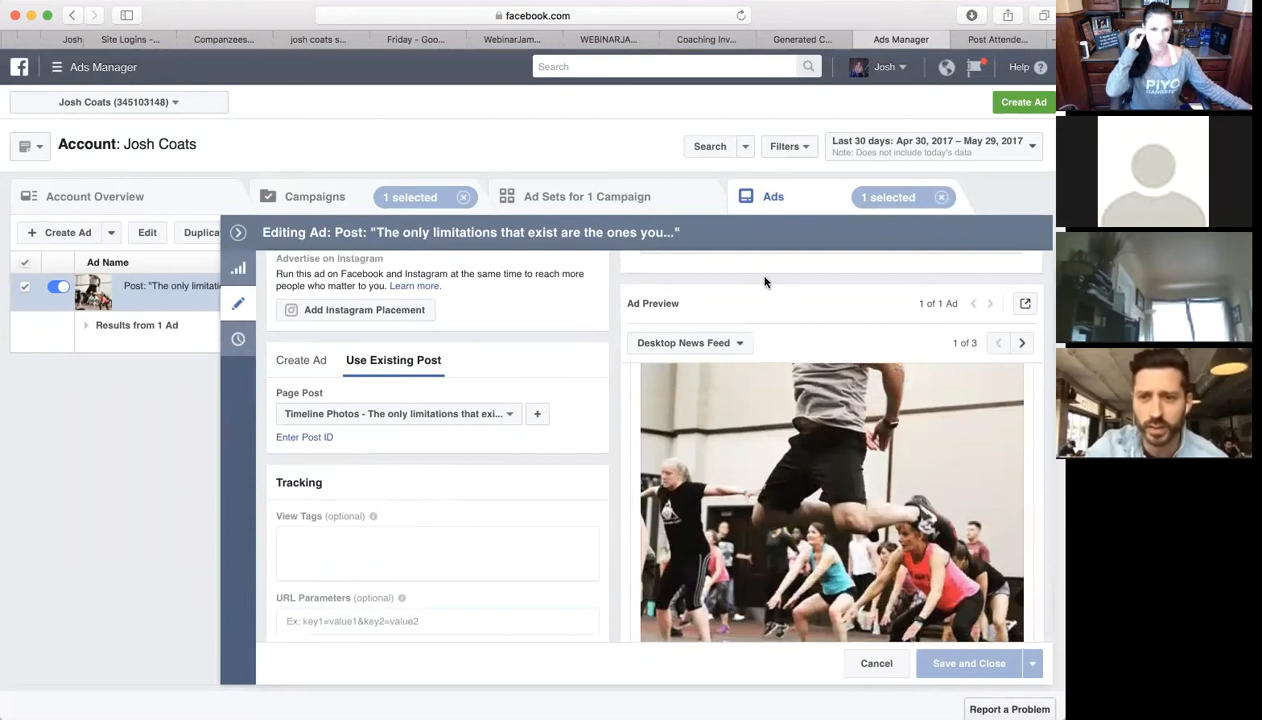 facebook.com
Josh
Site Logins -...
Companzees...
josh coats s...
Friday - Goo...
WebinarJam...
WEBINARJA...
Coaching Inv...
Generated C...
Ads Manager
Post Attende...
Ads Manager
Search
Josh
Help
Josh Coats (345103148)
Create Ad
Account: Josh Coats
Search
Filters
Last 30 days: Apr 30, 2017 – May 29, 2017
Note: Does not include today's data
Account Overview
Campaigns
1 selected
Ad Sets for 1 Campaign
Ads
1 selected
Create Ad
Edit
Duplica
Editing Ad: Post: "The only limitations that exist are the ones you..."
Ad Name
Post: "The only limitati
Results from 1 Ad
Advertise on Instagram
Run this ad on Facebook and Instagram at the same time to reach more
people who matter to you. Learn more.
Add Instagram Placement
Create Ad
Use Existing Post
Page Post
Timeline Photos - The only limitations that exi...
Enter Post ID
Tracking
View Tags (optional)
URL Parameters (optional)
Ex: key1=value1&key2=value2
Ad Preview
1 of 1 Ad
Desktop News Feed
1 of 3
Cancel
Save and Close
Report a Problem
PIYO